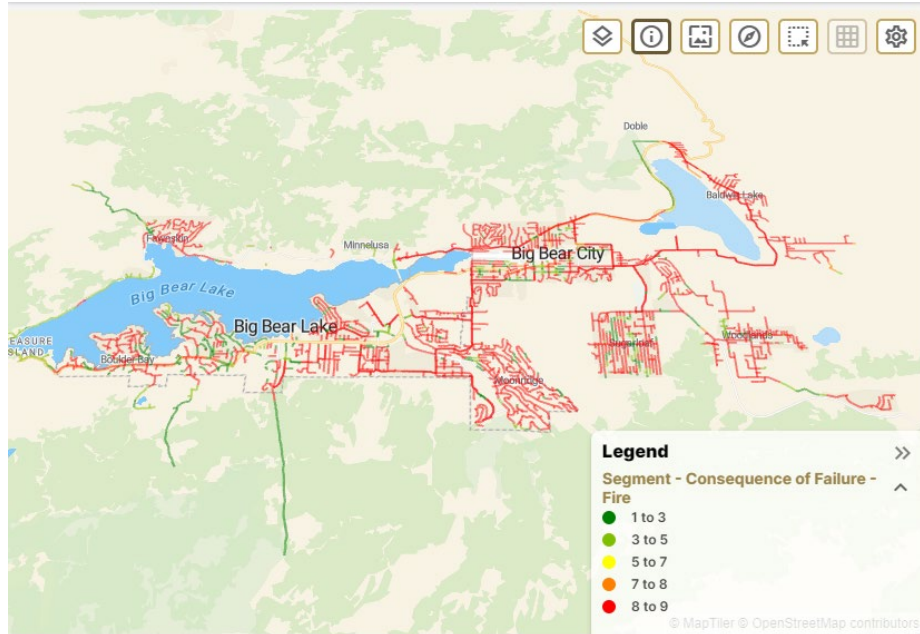 Doble
Baldwin Lake
Fawnskin
Minnelusa
Big Bear City
Big Bear Lake
Big Bear Lake
Boulder Bay
Sugarloaf
Woodlands
Moonridge
Legend
Segment - Consequence of Failure -
Fire
1 to 3
3 to 5
5 to 7
7 to 8
8 to 9
© MapTiler © OpenStreetMap contributors